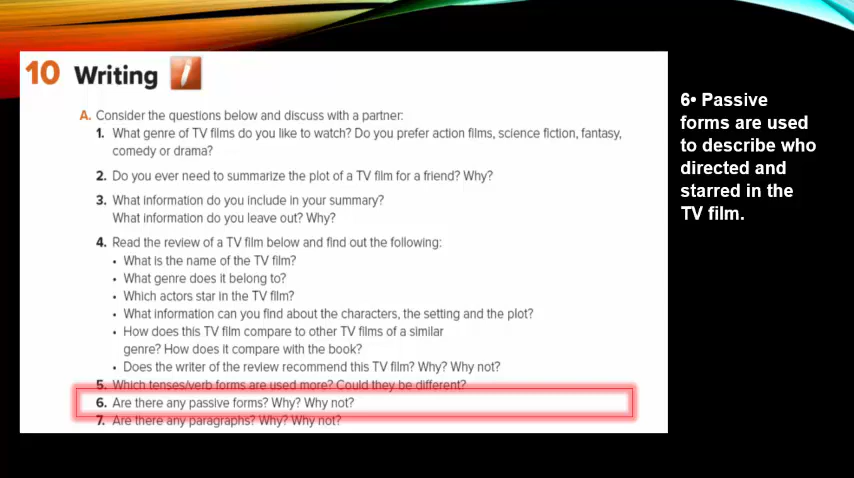 10 Writing
A. Consider the questions below and discuss with a partner:
1. What genre of TV films do you like to watch? Do you prefer action films, science fiction, fantasy,
comedy or drama?
2. Do you ever need to summarize the plot of a TV film for a friend? Why?
3. What information do you include in your summary?
What information do you leave out? Why?
4. Read the review of a TV film below and find out the following:
• What is the name of the TV film?
• What genre does it belong to?
• Which actors star in the TV film?
• What information can you find about the characters, the setting and the plot?
• How does this TV film compare to other TV films of a similar
genre? How does it compare with the book?
• Does the writer of the review recommend this TV film? Why? Why not?
5. Which tenses/verb forms are used more? Could they be different?
6. Are there any passive forms? Why? Why not?
7. Are there any paragraphs? Why? Why not?
6• Passive
forms are used
to describe who
directed and
starred in the
TV film.